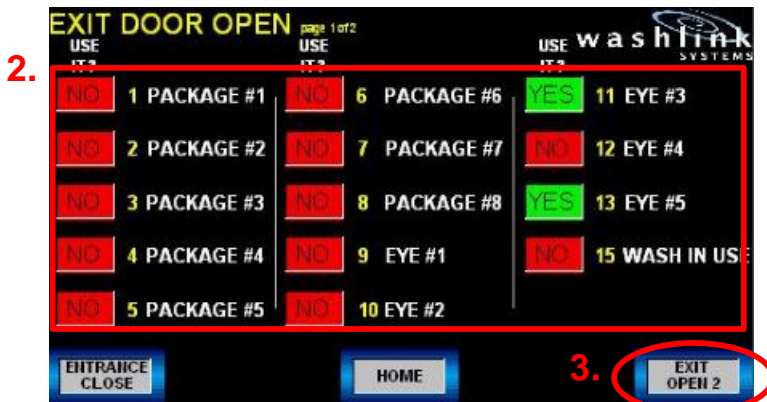 EXIT DOOR OPEN page 1 of 2
washlink
SYSTEMS
USE IT?
USE IT?
USE IT?
2.
NO 1 PACKAGE #1
NO 2 PACKAGE #2
NO 3 PACKAGE #3
NO 4 PACKAGE #4
NO 5 PACKAGE #5
NO 6 PACKAGE #6
NO 7 PACKAGE #7
NO 8 PACKAGE #8
NO 9 EYE #1
NO 10 EYE #2
YES 11 EYE #3
NO 12 EYE #4
YES 13 EYE #5
NO 15 WASH IN USE
ENTRANCE
CLOSE
HOME
3.
EXIT
OPEN 2